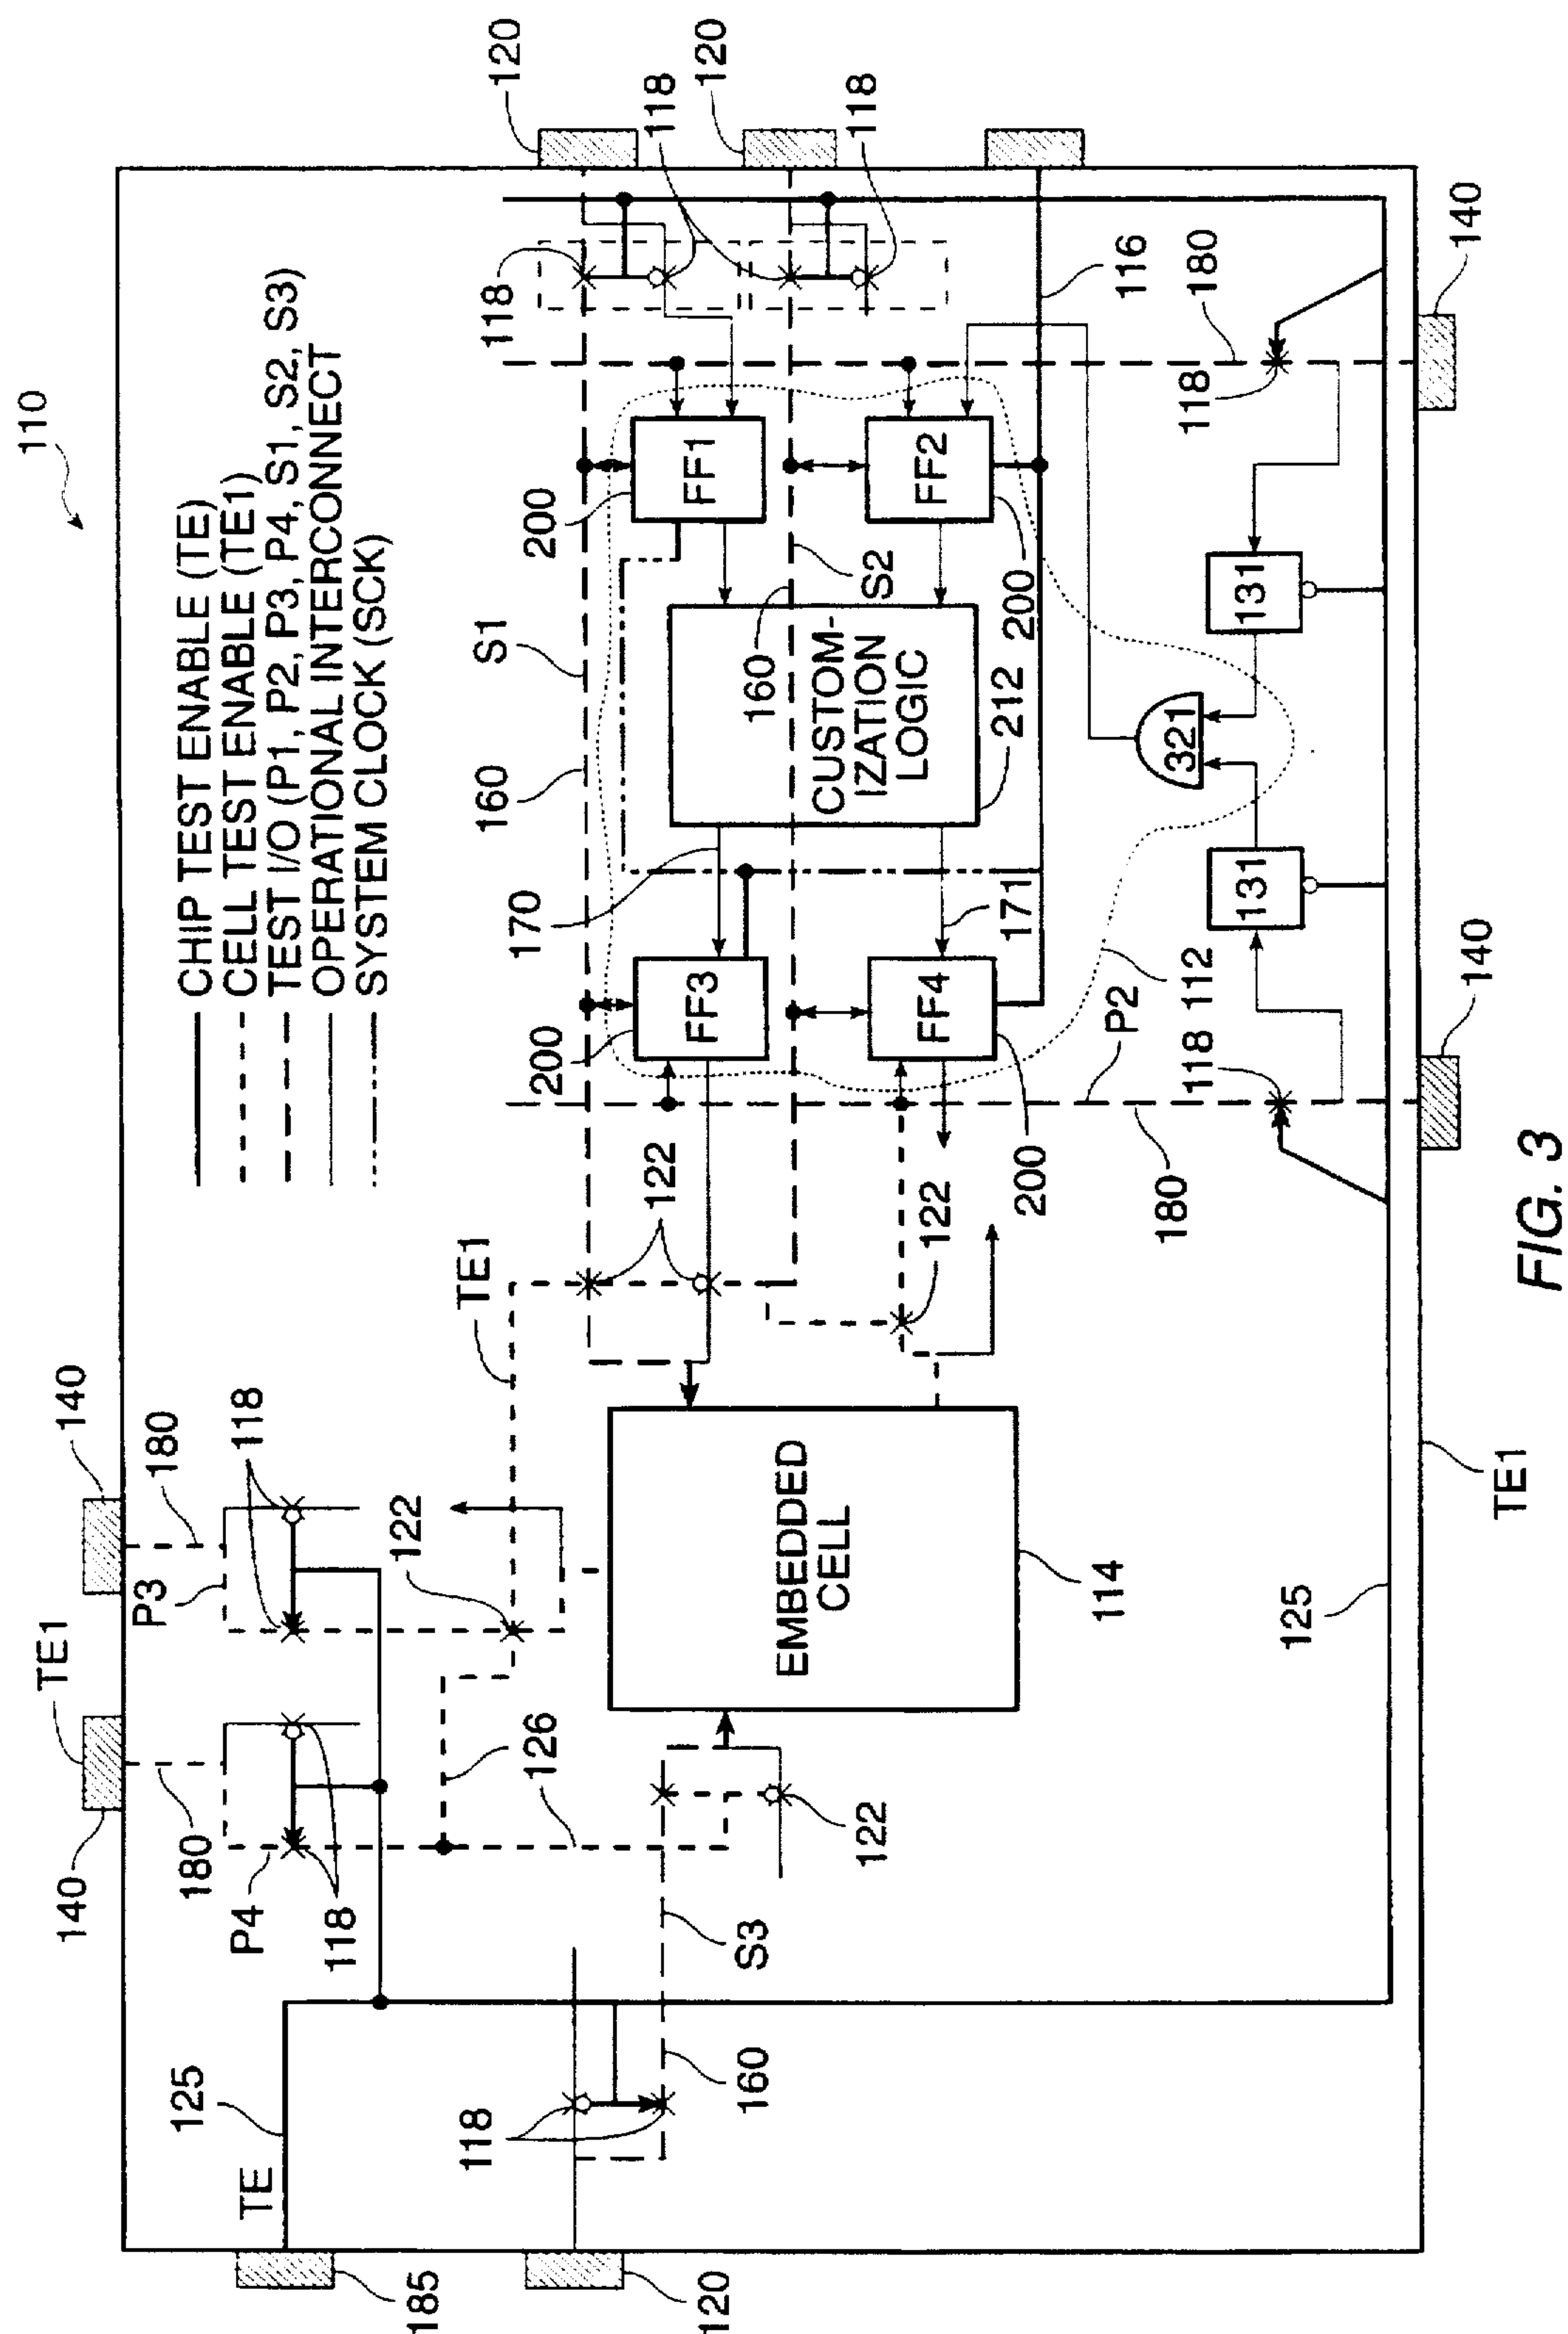 110
CHIP TEST ENABLE (TE)
CELL TEST ENABLE (TE1)
TEST I/O (P1, P2, P3, P4, S1, S2, S3)
OPERATIONAL INTERCONNECT
SYSTEM CLOCK (SCK)
185
TE
125
120
118
160
S3
140
180
P4
118
TE1
126
122
140
180
P3
118
122
EMBEDDED
CELL
114
TE1
122
122
125
TE1
200
FF3
FF4
200
180
P2
118
112
140
170
171
160
S1
CUSTOM-
IZATION
LOGIC
160
212
S2
131
321
131
200
FF1
FF2
200
118
120
118
120
118
116
180
118
140
FIG. 3